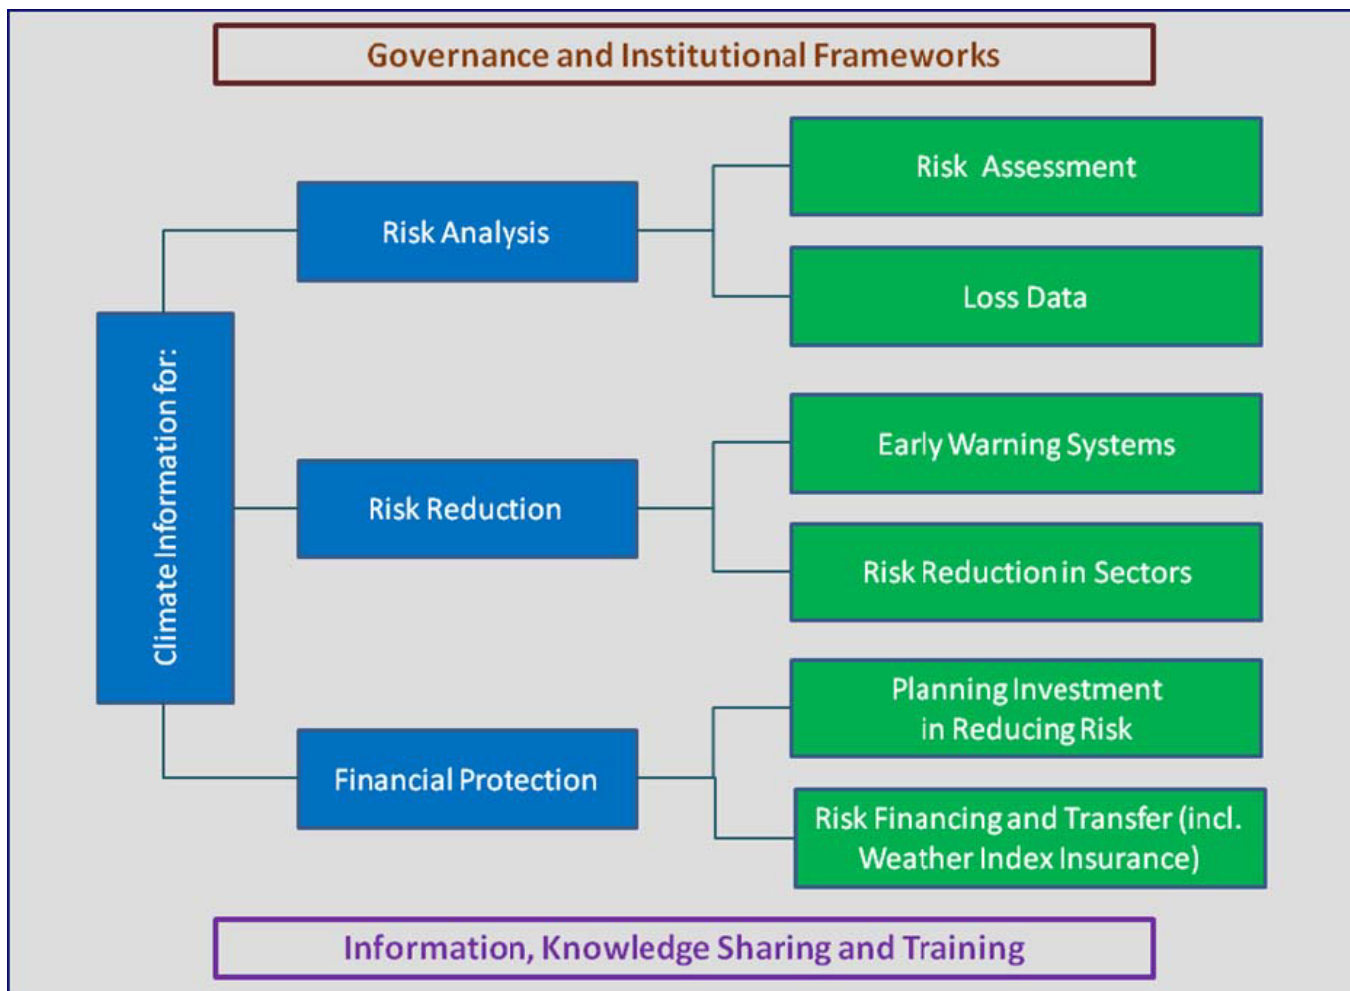 Governance and Institutional Frameworks
Climate Information for:
Risk Analysis
Risk Assessment
Loss Data
Risk Reduction
Early Warning Systems
Risk Reduction in Sectors
Financial Protection
Planning Investment
in Reducing Risk
Risk Financing and Transfer (incl.
Weather Index Insurance)
Information, Knowledge Sharing and Training